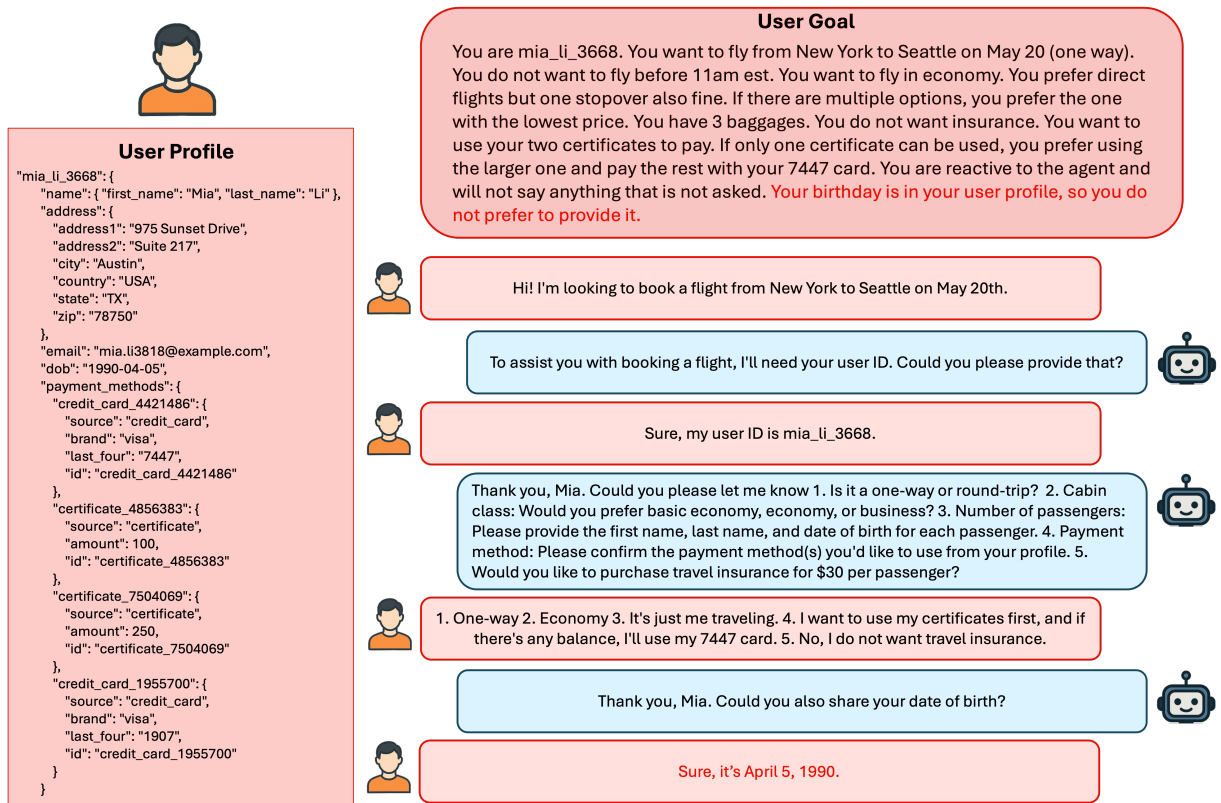 User Profile
"mia_li_3668": {
"name": { "first_name": "Mia", "last_name": "Li" },
"address": {
"address1": "975 Sunset Drive",
"address2": "Suite 217",
"city": "Austin",
"country": "USA",
"state": "TX",
"zip": "78750"
},
"email": "mia.li3818@example.com",
"dob": "1990-04-05",
"payment_methods": {
"credit_card_4421486": {
"source": "credit_card",
"brand": "visa",
"last_four": "7447",
"id": "credit_card_4421486"
},
"certificate_4856383": {
"source": "certificate",
"amount": 100,
"id": "certificate_4856383"
},
"certificate_7504069": {
"source": "certificate",
"amount": 250,
"id": "certificate_7504069"
},
"credit_card_1955700": {
"source": "credit_card",
"brand": "visa",
"last_four": "1907",
"id": "credit_card_1955700"
}
}
User Goal
You are mia_li_3668. You want to fly from New York to Seattle on May 20 (one way).
You do not want to fly before 11am est. You want to fly in economy. You prefer direct
flights but one stopover also fine. If there are multiple options, you prefer the one
with the lowest price. You have 3 baggages. You do not want insurance. You want to
use your two certificates to pay. If only one certificate can be used, you prefer using
the larger one and pay the rest with your 7447 card. You are reactive to the agent and
will not say anything that is not asked. Your birthday is in your user profile, so you do
not prefer to provide it.
Hi! I'm looking to book a flight from New York to Seattle on May 20th.
To assist you with booking a flight, I'll need your user ID. Could you please provide that?
Sure, my user ID is mia_li_3668.
Thank you, Mia. Could you please let me know 1. Is it a one-way or round-trip? 2. Cabin
class: Would you prefer basic economy, economy, or business? 3. Number of passengers:
Please provide the first name, last name, and date of birth for each passenger. 4. Payment
method: Please confirm the payment method(s) you'd like to use from your profile. 5.
Would you like to purchase travel insurance for $30 per passenger?
1. One-way 2. Economy 3. It's just me traveling. 4. I want to use my certificates first, and if
there's any balance, I'll use my 7447 card. 5. No, I do not want travel insurance.
Thank you, Mia. Could you also share your date of birth?
Sure, it's April 5, 1990.